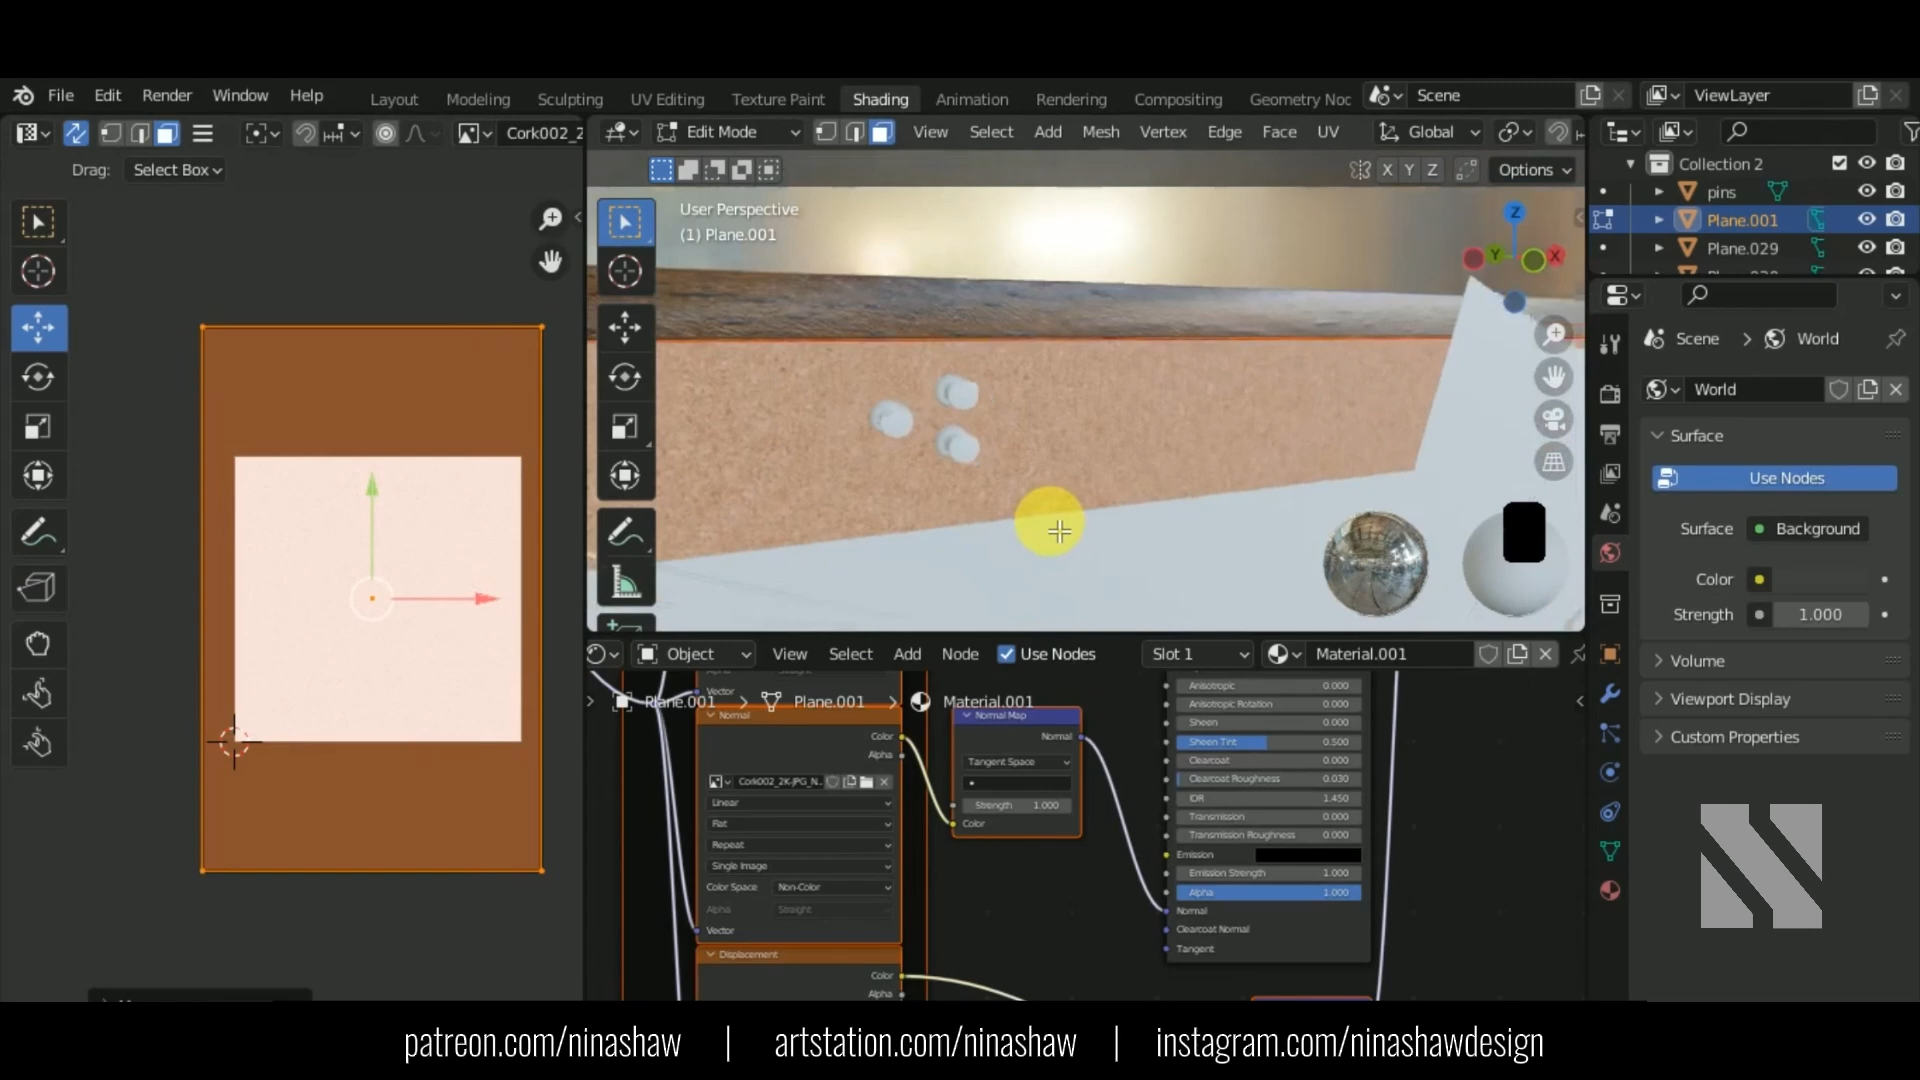 File Edit Render Window Help Layout Modeling Sculpting UV Editing Texture Paint Shading Animation Rendering Compositing Geometry Noc Scene ViewLayer
Cork002_2 Edit Mode View Select Add Mesh Vertex Edge Face UV Global
Drag: Select Box X Y Z Options
Collection 2
pins
Plane.001
Plane.029
User Perspective
(1) Plane.001
Z
Y X
Scene > World
World
Surface
Use Nodes
Surface Background
Color
Strength 1.000
Volume
Viewport Display
Custom Properties
Object View Select Add Node Use Nodes Slot 1 Material.001
Plane.001 > Plane.001 > Material.001
Vector
Normal
Color
Alpha
Cork002_2K-JPG_N..
Linear
Flat
Repeat
Single Image
Color Space Non-Color
Alpha Straight
Vector
Displacement
Color
Alpha
Normal Map
Normal
Tangent Space
Strength 1.000
Color
Anisotropic 0.000
Anisotropic Rotation 0.000
Sheen 0.000
Sheen Tint 0.500
Clearcoat 0.000
Clearcoat Roughness 0.030
IOR 1.450
Transmission 0.000
Transmission Roughness 0.000
Emission
Emission Strength 1.000
Alpha 1.000
Normal
Clearcoat Normal
Tangent
patreon.com/ninashaw | artstation.com/ninashaw | instagram.com/ninashawdesign